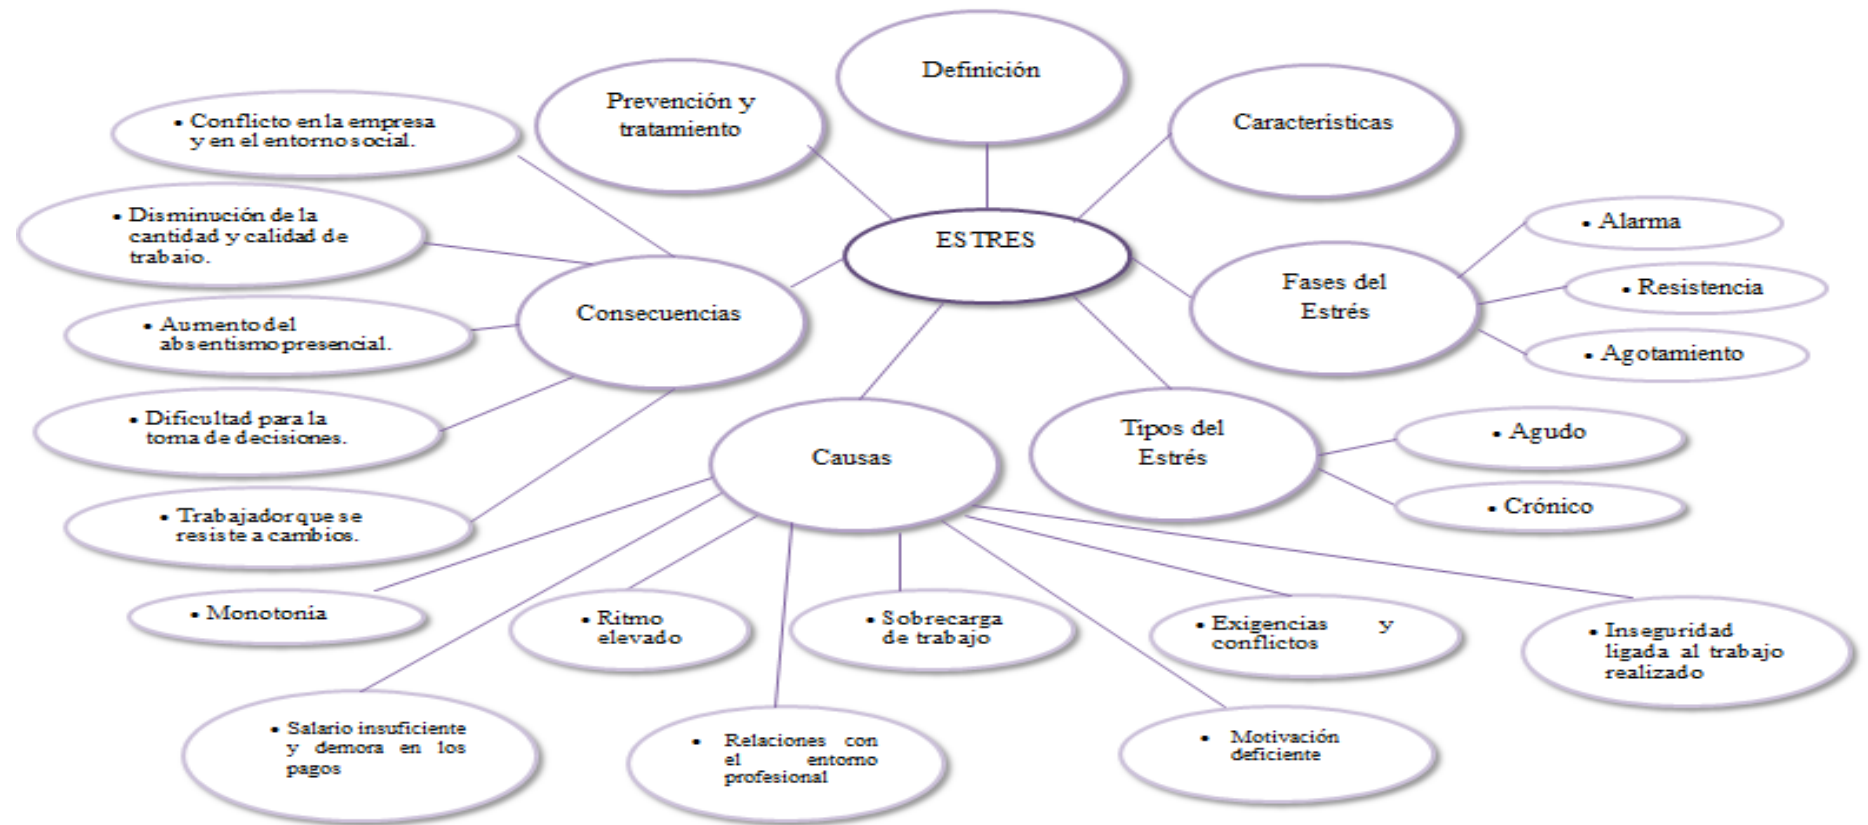 Definición
Prevención y
tratamiento
Caracteristicas
• Conflicto en la empresa
y en el entorno social.
• Disminución de la
cantidad y calidad de
trabajo.
ESTRES
• Alarma
Fases del
Estrés
• Resistencia
• Agotamiento
Consecuencias
• Aumento del
absentismo presencial.
• Dificultad para la
toma de decisiones.
Causas
Tipos del
Estrés
• Agudo
• Crónico
• Trabajador que se
resiste a cambios.
• Monotonía
• Ritmo
elevado
• Sobrecarga
de trabajo
• Exigencias y
conflictos
• Inseguridad
ligada al trabajo
realizado
• Salario insuficiente
y demora en los
pagos
• Relaciones con
el entorno
profesional
• Motivación
deficiente